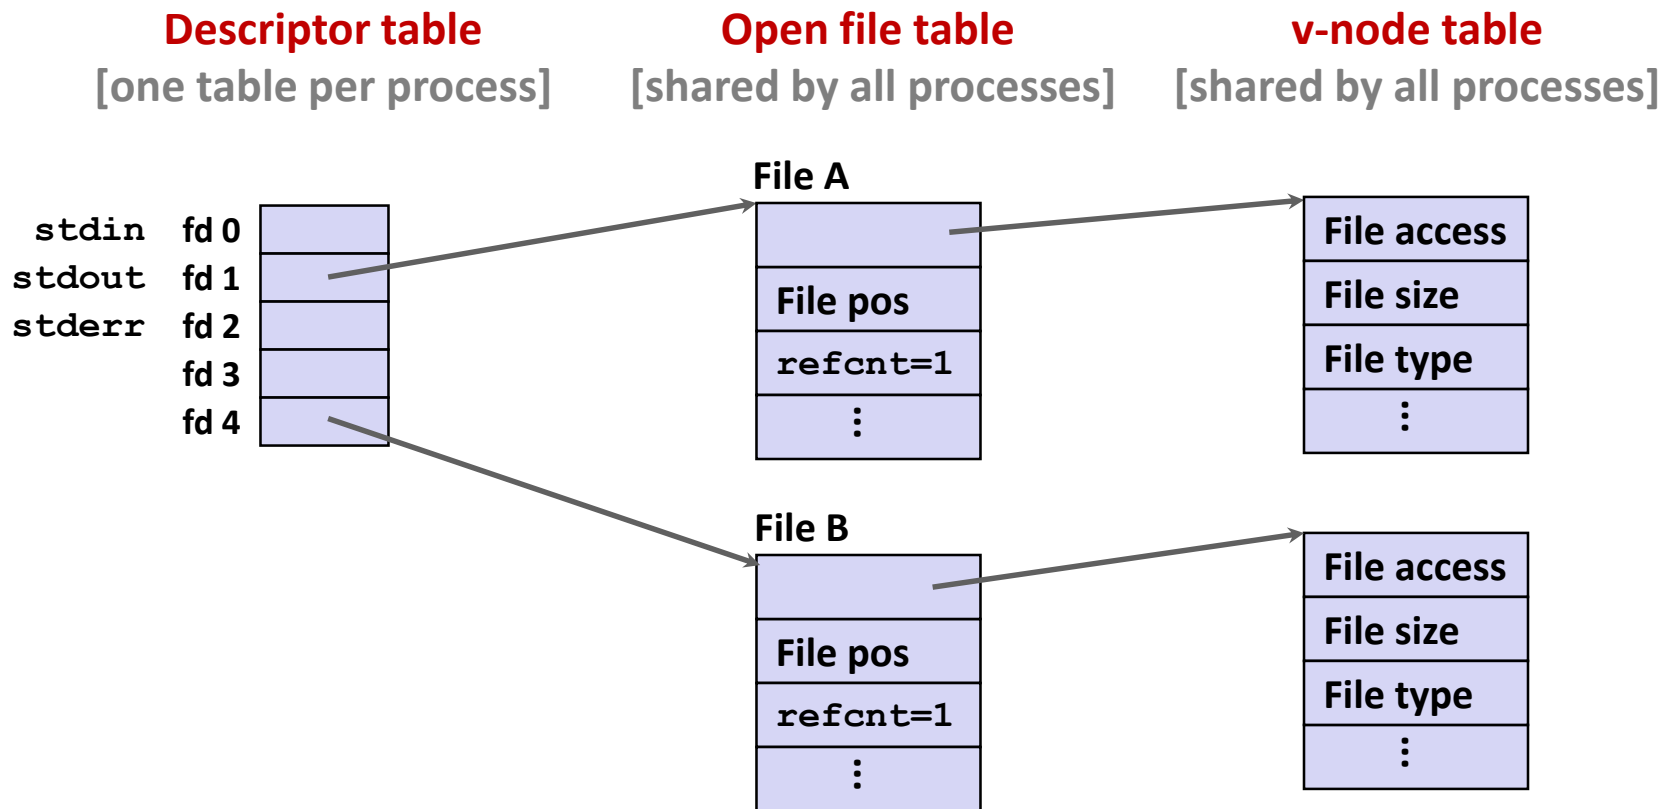 Descriptor table
[one table per process]
Open file table
[shared by all processes]
v-node table
[shared by all processes]
stdin fd 0
stdout fd 1
stderr fd 2
fd 3
fd 4
File A
File pos
refcnt=1
⋮
File access
File size
File type
⋮
File B
File pos
refcnt=1
⋮
File access
File size
File type
⋮